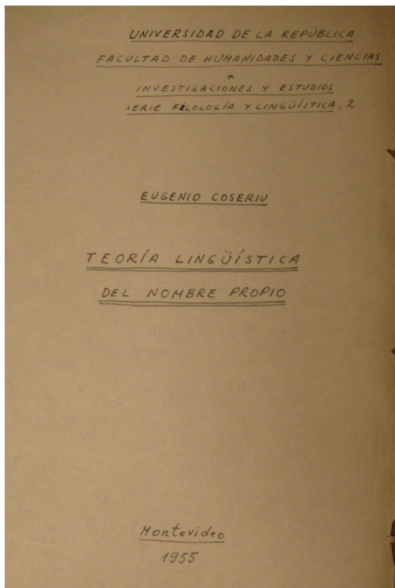 UNIVERSIDAD DE LA REPÚBLICA
FACULTAD DE HUMANIDADES Y CIENCIAS
*
INVESTIGACIONES Y ESTUDIOS
SERIE FILOLOGÍA Y LINGÜÍSTICA, 2
EUGENIO COSERIU
TEORÍA LINGÜÍSTICA
DEL NOMBRE PROPIO
Montevideo
1955